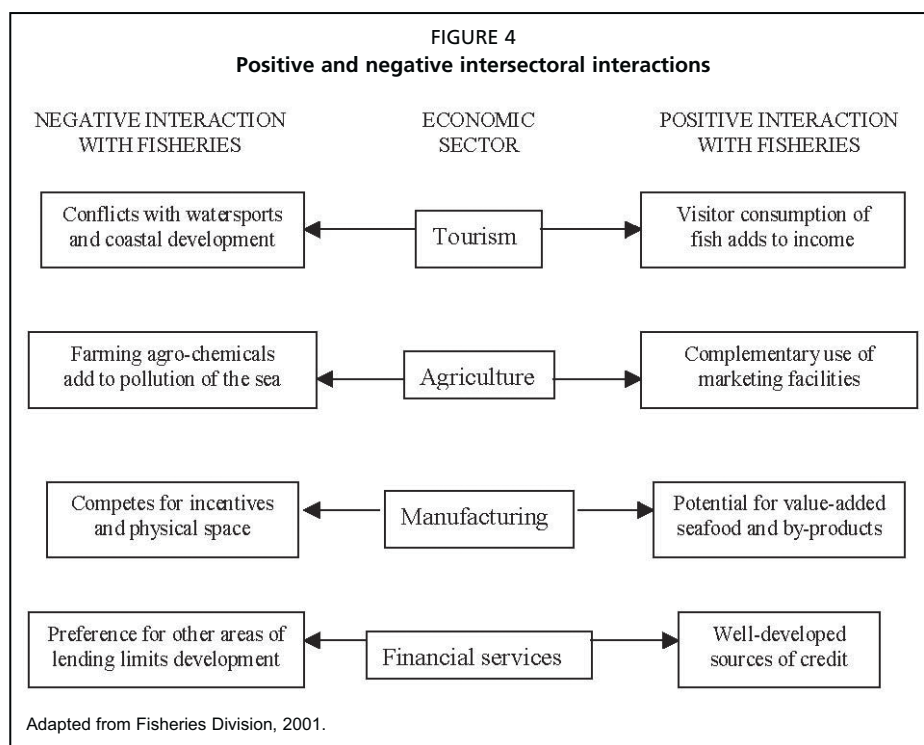 FIGURE 4
Positive and negative intersectoral interactions
NEGATIVE INTERACTION
WITH FISHERIES
ECONOMIC
SECTOR
POSITIVE INTERACTION
WITH FISHERIES
Conflicts with watersports
and coastal development
Tourism
Visitor consumption of
fish adds to income
Farming agro-chemicals
add to pollution of the sea
Agriculture
Complementary use of
marketing facilities
Competes for incentives
and physical space
Manufacturing
Potential for value-added
seafood and by-products
Preference for other areas of
lending limits development
Financial services
Well-developed
sources of credit
Adapted from Fisheries Division, 2001.